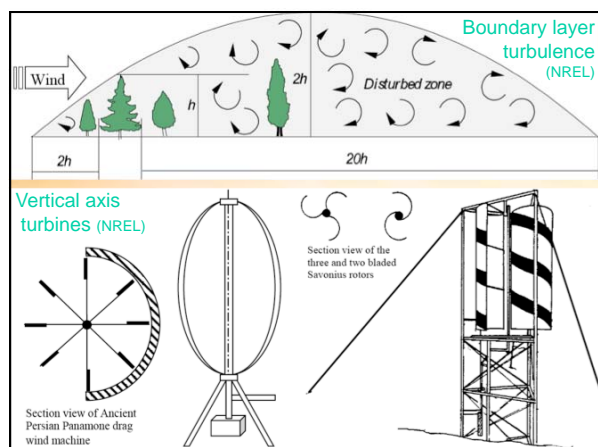 Boundary layer
turbulence
(NREL)
Wind
h
2h
Disturbed zone
2h
20h
Vertical axis
turbines (NREL)
Section view of the
three and two bladed
Savonius rotors
Section view of Ancient
Persian Panamone drag
wind machine